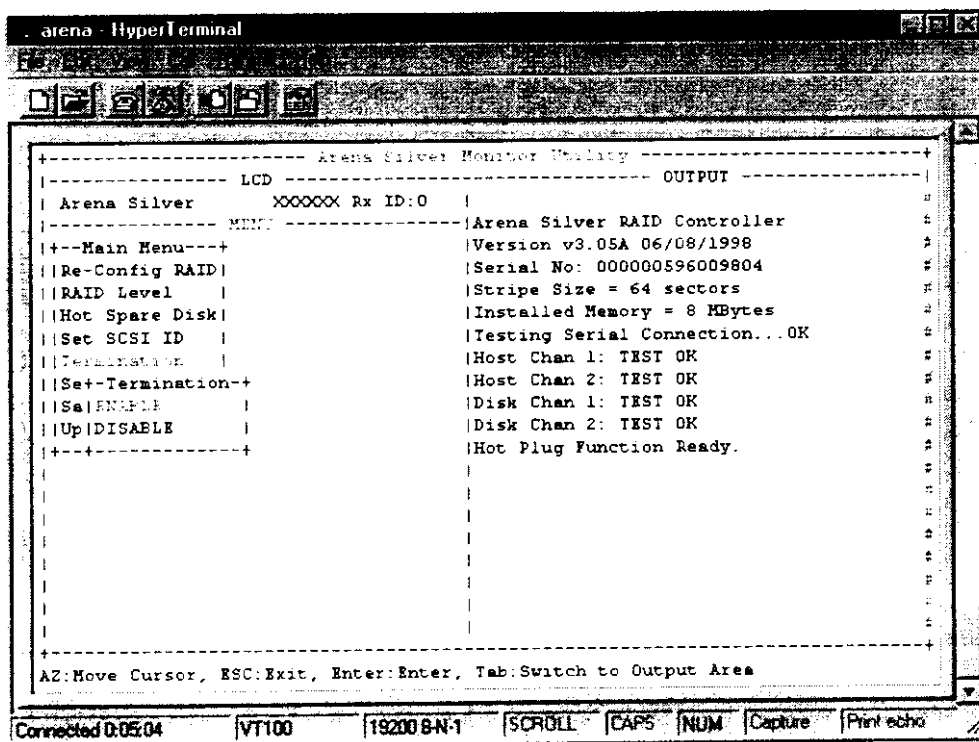 arena - HyperTerminal
Arena Silver Monitor Utility
LCD OUTPUT
Arena Silver XXXXXX Rx ID:0
MENU Arena Silver RAID Controller
Main Menu Version v3.05A 06/08/1998
Re-Config RAID Serial No: 000000596009804
RAID Level Stripe Size = 64 sectors
Hot Spare Disk Installed Memory = 8 MBytes
Set SCSI ID Testing Serial Connection...OK
Termination Host Chan 1: TEST OK
Se Termination Host Chan 2: TEST OK
Sa ENABLE Disk Chan 1: TEST OK
Up DISABLE Disk Chan 2: TEST OK
Hot Plug Function Ready.
AZ:Move Cursor, ESC:Exit, Enter:Enter, Tab:Switch to Output Area
Connected 0:05:04 VT100 19200 8-N-1 SCROLL CAPS NUM Capture Print echo